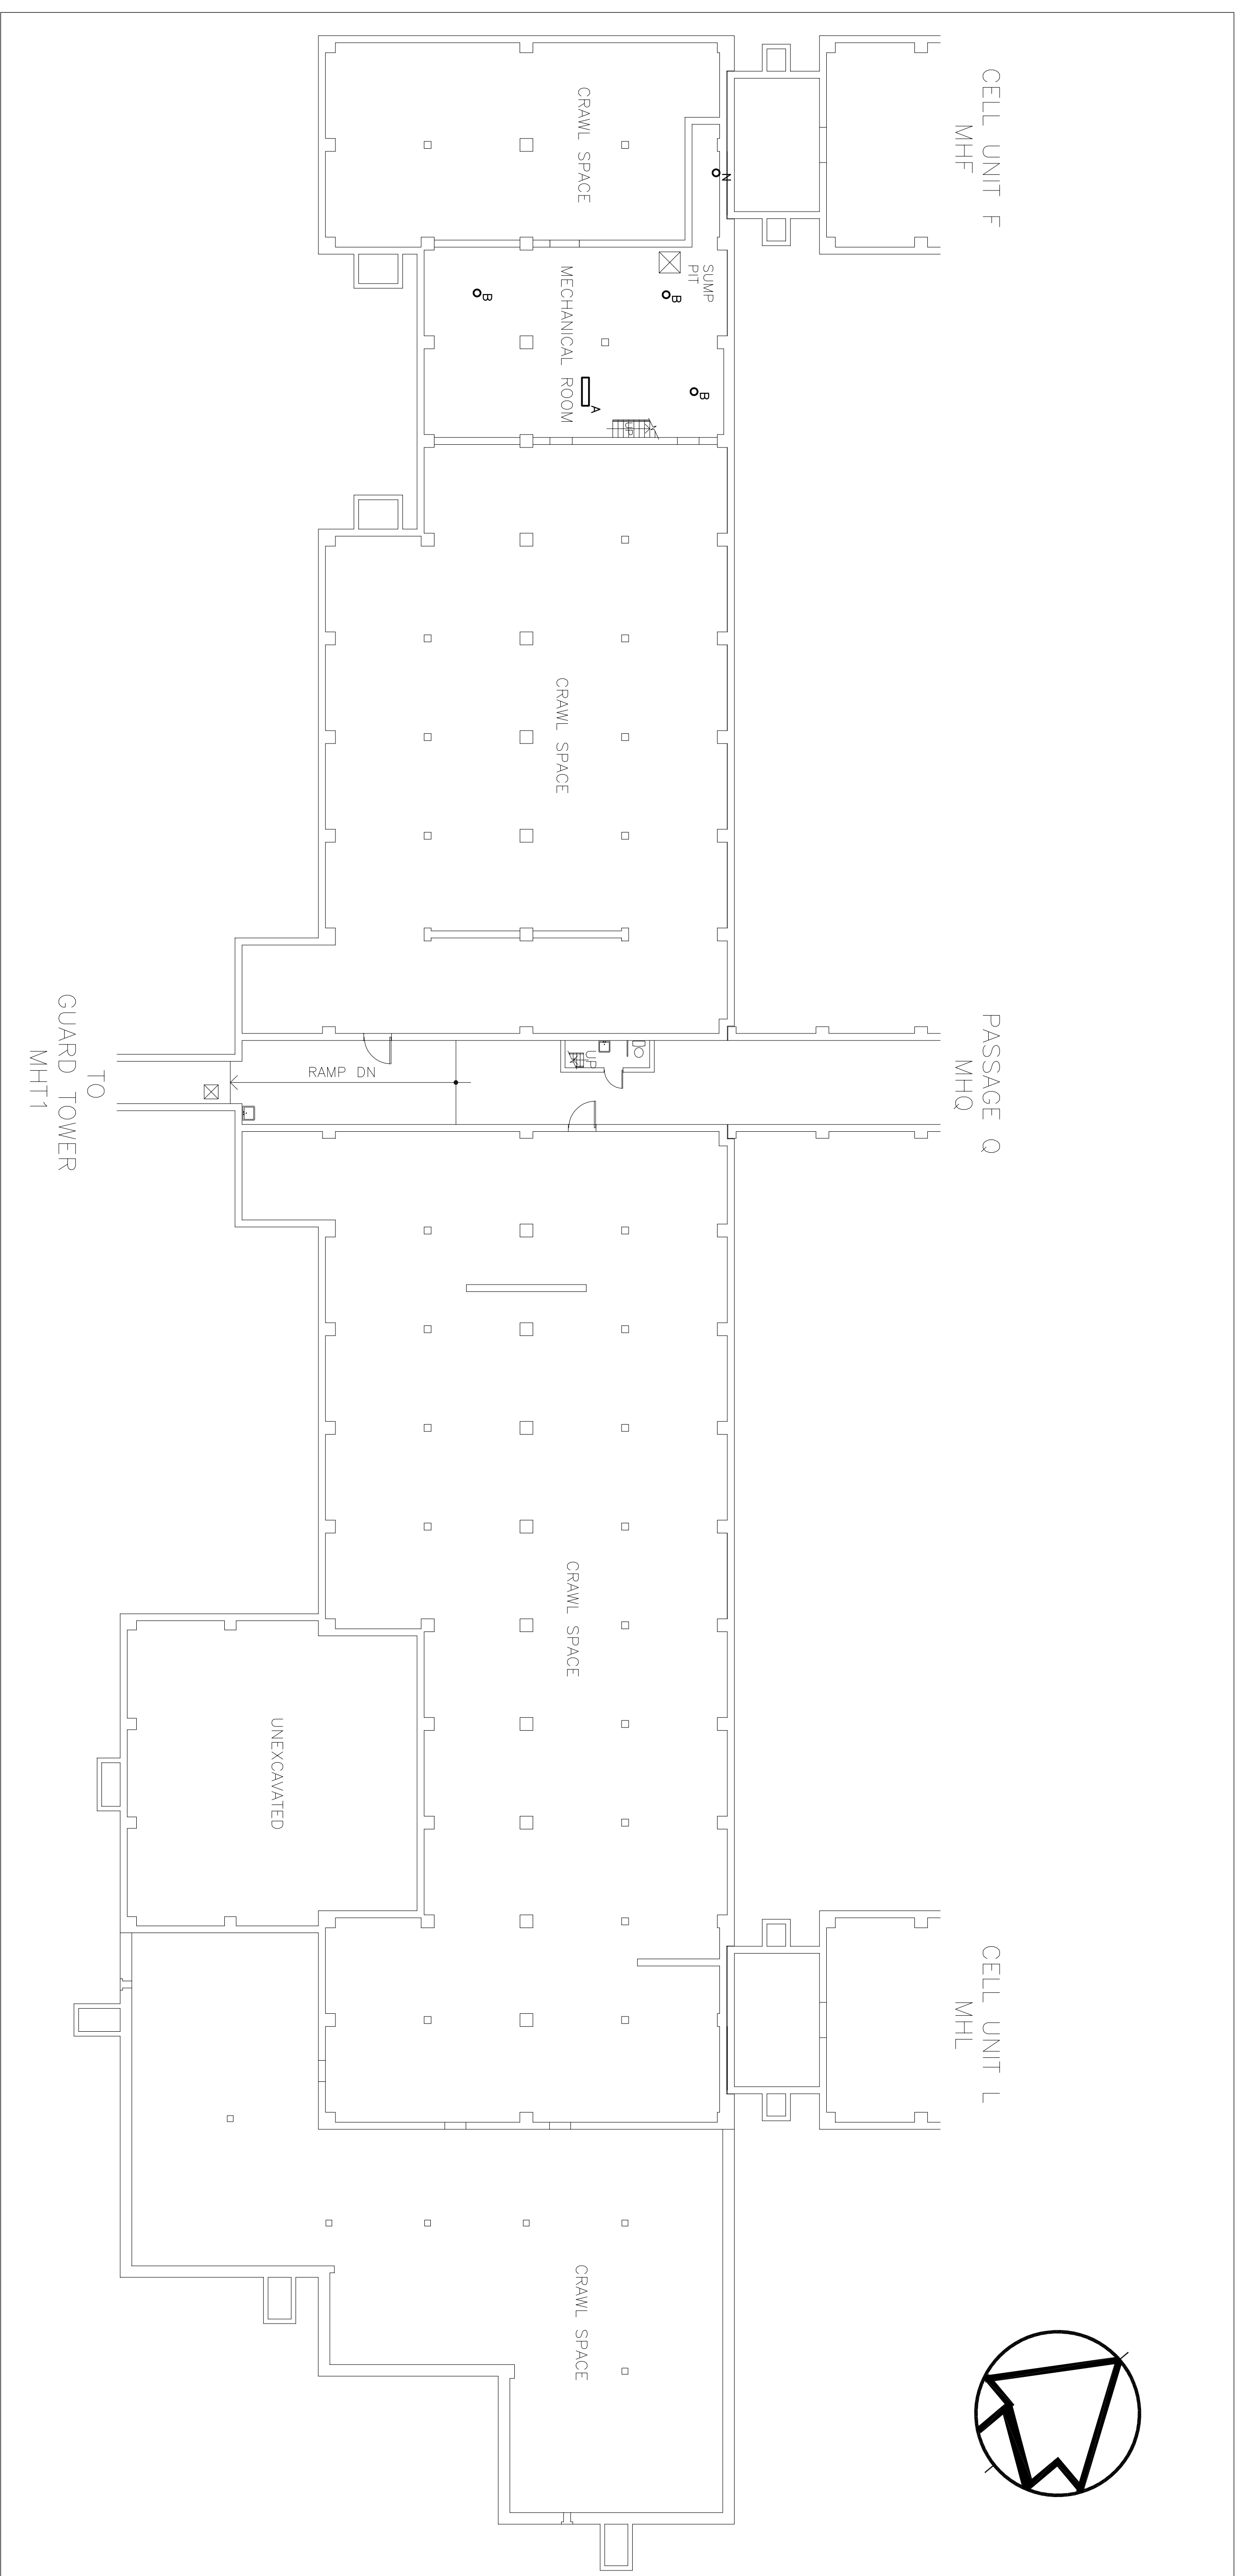 CELL UNIT F
MHF
PASSAGE Q
MHQ
CELL UNIT L
MHL
CRAWL SPACE
N
SUMP
PIT
B
B
B
MECHANICAL ROOM
A
UP
CRAWL SPACE
UP
RAMP DN
TO
GUARD TOWER
MHT1
CRAWL SPACE
UNEXCAVATED
CRAWL SPACE